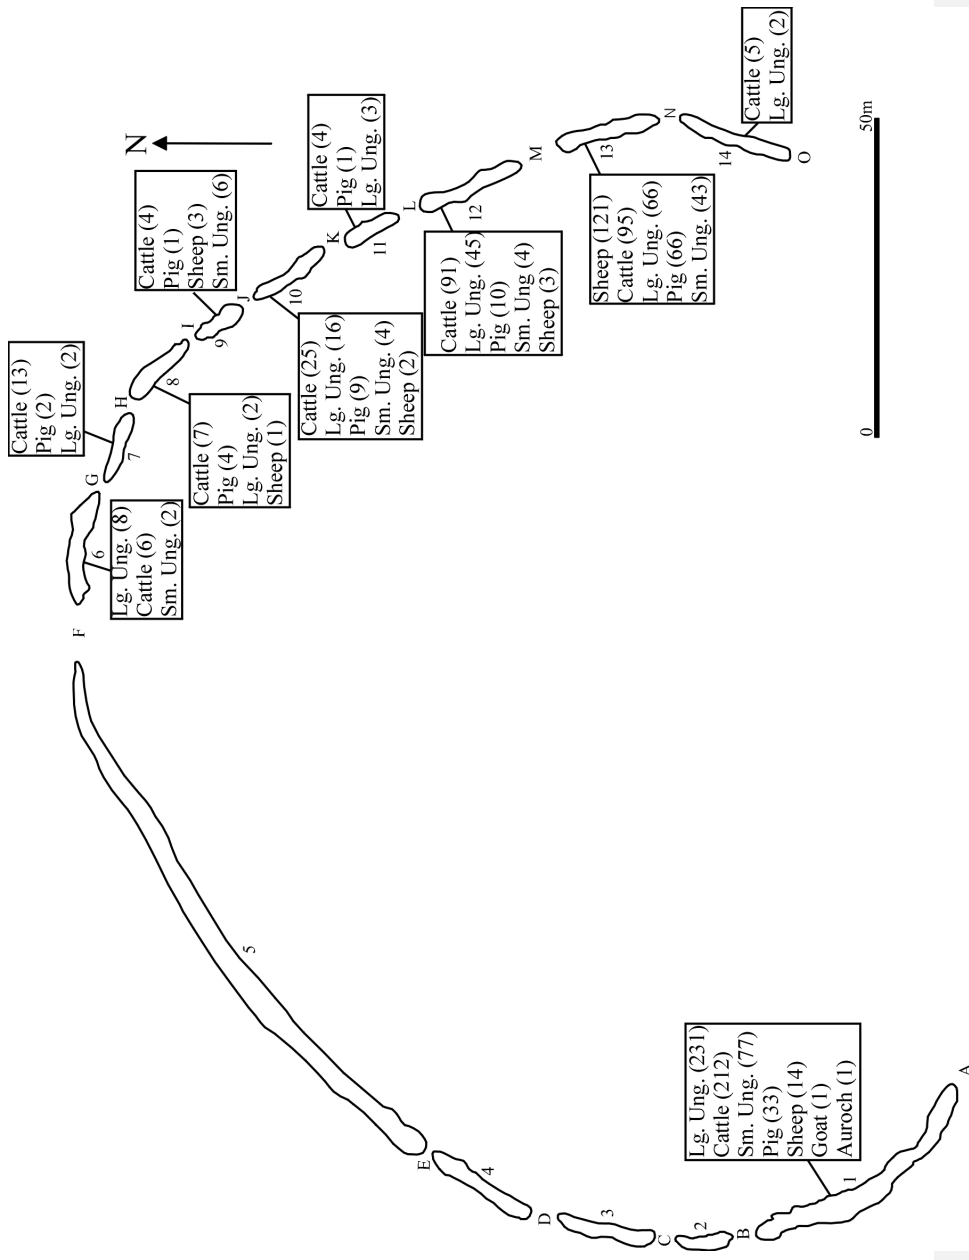 Cattle (5)
Lg. Ung. (2)
N
Cattle (4)
Pig (1)
Lg. Ung. (3)
50m
0
N
14
O
13
M
Cattle (4)
Pig (1)
Sheep (3)
Sm. Ung. (6)
L
12
Sheep (121)
Cattle (95)
Lg. Ung. (66)
Pig (66)
Sm. Ung. (43)
K
11
J
10
Cattle (91)
Lg. Ung. (45)
Pig (10)
Sm. Ung (4)
Sheep (3)
I
9
Cattle (25)
Lg. Ung. (16)
Pig (9)
Sm. Ung. (4)
Sheep (2)
Cattle (13)
Pig (2)
Lg. Ung. (2)
H
8
Cattle (7)
Pig (4)
Lg. Ung. (2)
Sheep (1)
G
7
6
Lg. Ung. (8)
Cattle (6)
Sm. Ung. (2)
F
5
Lg. Ung. (231)
Cattle (212)
Sm. Ung. (77)
Pig (33)
Sheep (14)
Goat (1)
Auroch (1)
A
E
4
1
D
3
2
C
B